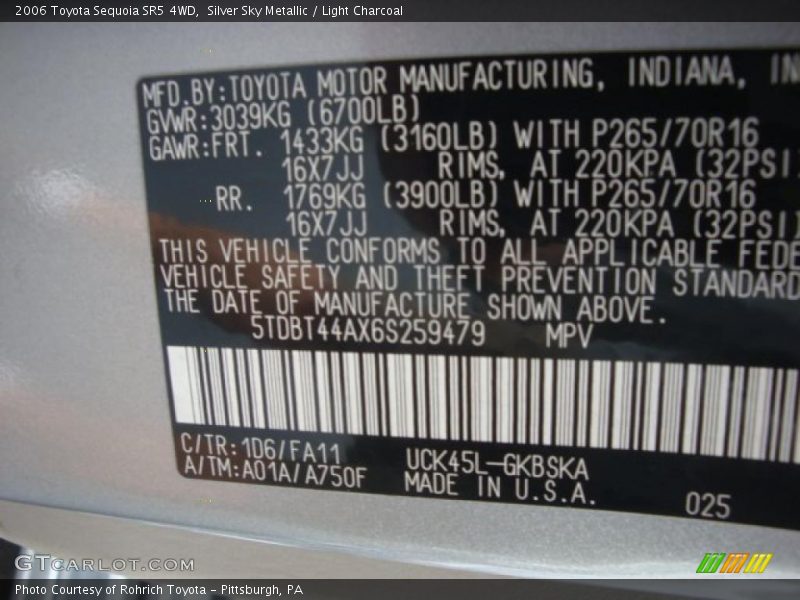 2006 Toyota Sequoia SR5 4WD, Silver Sky Metallic / Light Charcoal
MFD.BY:TOYOTA MOTOR MANUFACTURING, INDIANA,
GVWR:3039KG (6700LB)
GAWR:FRT. 1433KG (3160LB) WITH P265/70R16
16X7JJ RIMS, AT 220KPA (32PSI)
RR. 1769KG (3900LB) WITH P265/70R16
16X7JJ RIMS, AT 220KPA (32PSI)
THIS VEHICLE CONFORMS TO ALL APPLICABLE FEDE
VEHICLE SAFETY AND THEFT PREVENTION STANDARD
THE DATE OF MANUFACTURE SHOWN ABOVE.
5TDBT44AX6S259479 MPV
C/TR:1D6/FA11 UCK45L-GKBSKA
A/TM:A01A/A750F MADE IN U.S.A. 025
GTCARLOT.COM
Photo Courtesy of Rohrich Toyota - Pittsburgh, PA